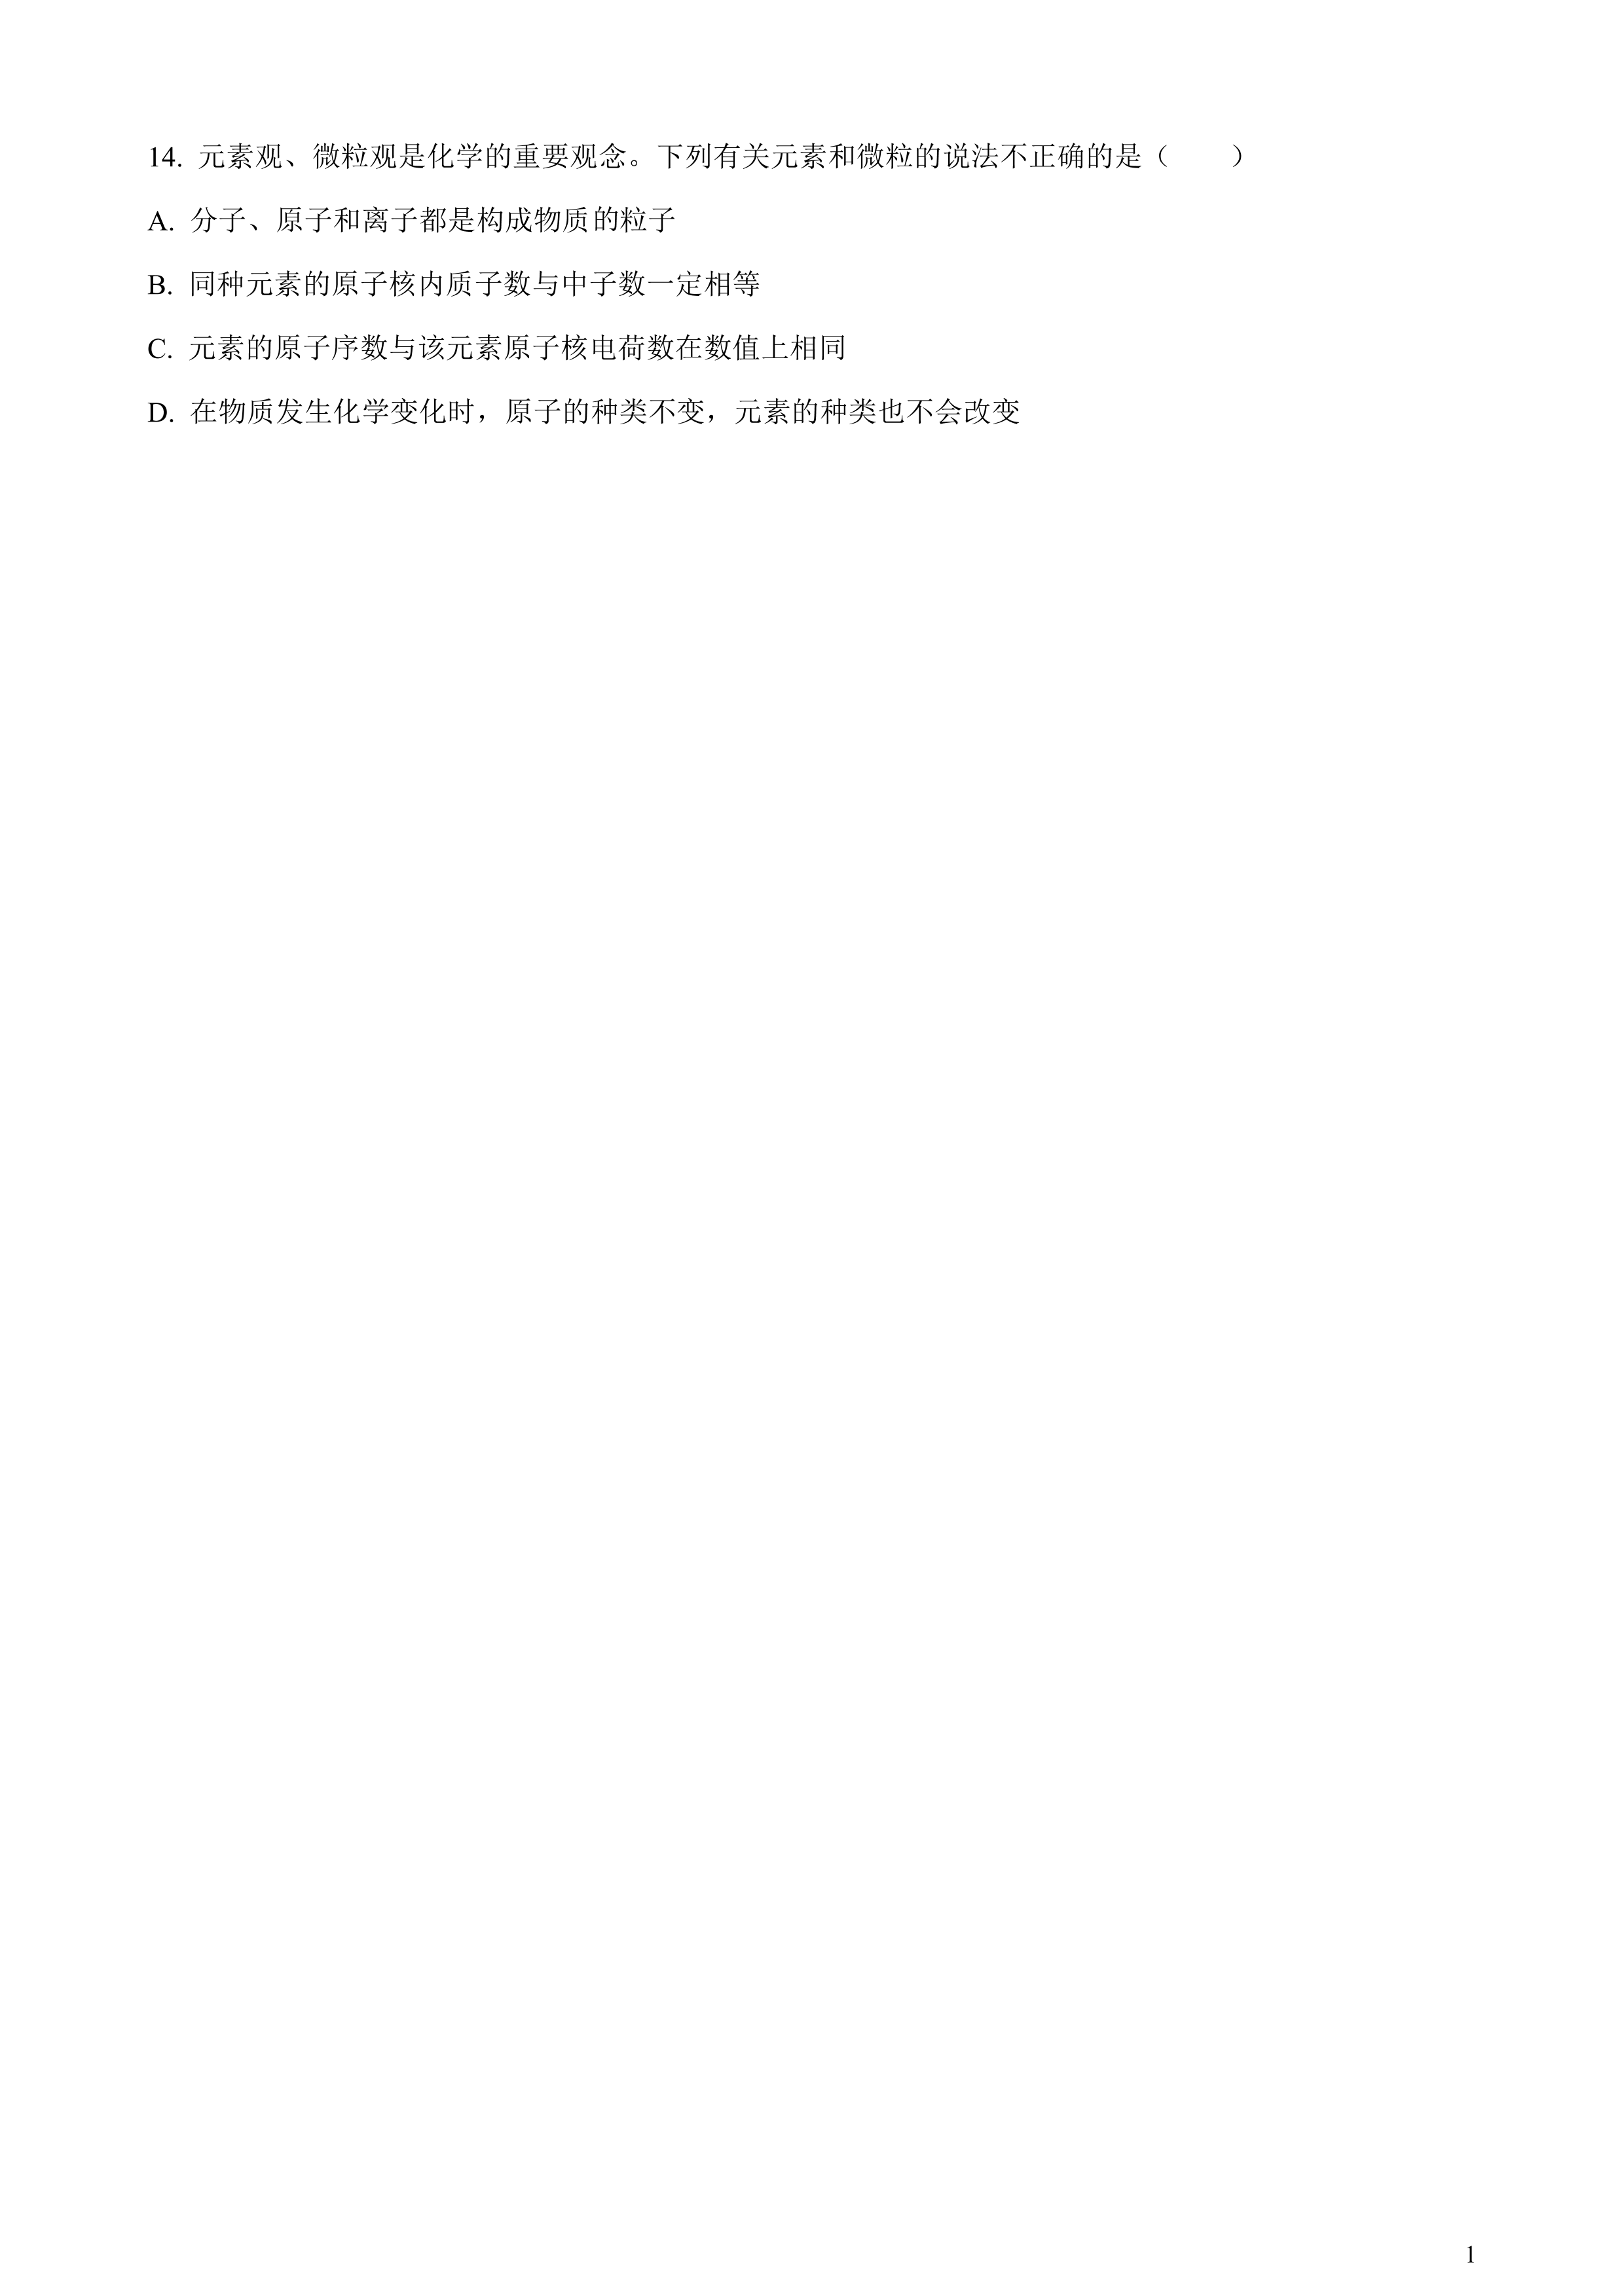 14. 元素观、微粒观是化学的重要观念。下列有关元素和微粒的说法不正确的是（　　）
A. 分子、原子和离子都是构成物质的粒子
B. 同种元素的原子核内质子数与中子数一定相等
C. 元素的原子序数与该元素原子核电荷数在数值上相同
D. 在物质发生化学变化时，原子的种类不变，元素的种类也不会改变
1